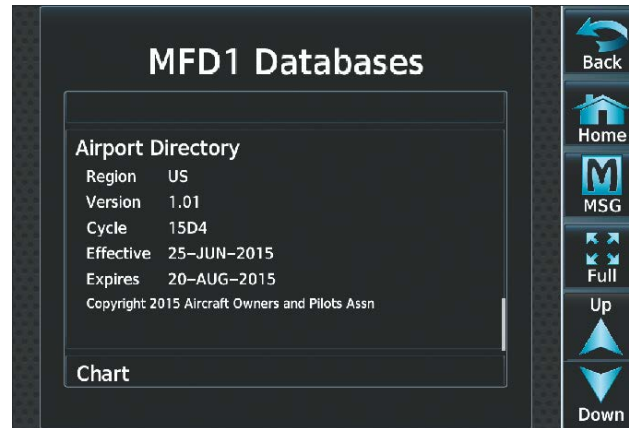 MFD1 Databases
Airport Directory
Region US
Version 1.01
Cycle 15D4
Effective 25-JUN-2015
Expires 20-AUG-2015
Copyright 2015 Aircraft Owners and Pilots Assn
Chart
Back
Home
MSG
Full
Up
Down